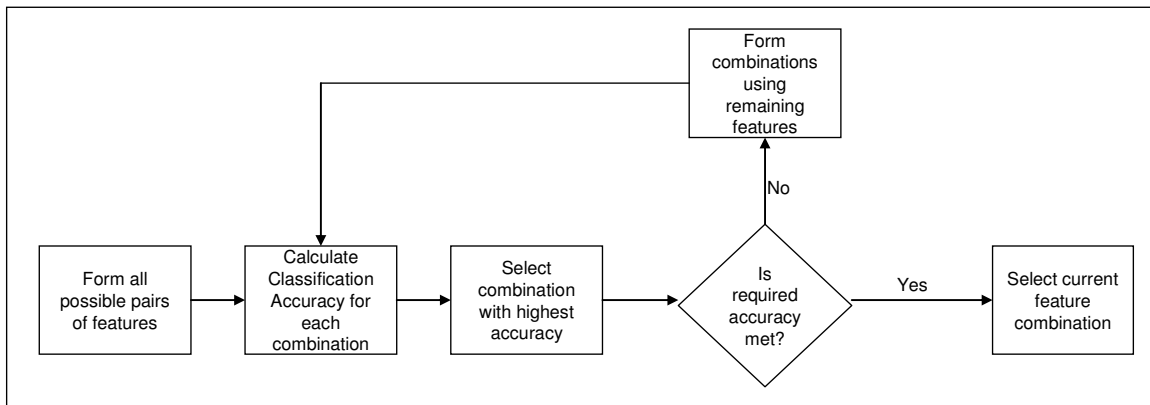 Form
combinations
using
remaining
features
No
Form all
possible pairs
of features
Calculate
Classification
Accuracy for
each
combination
Select
combination
with highest
accuracy
Is
required
accuracy
met?
Yes
Select current
feature
combination